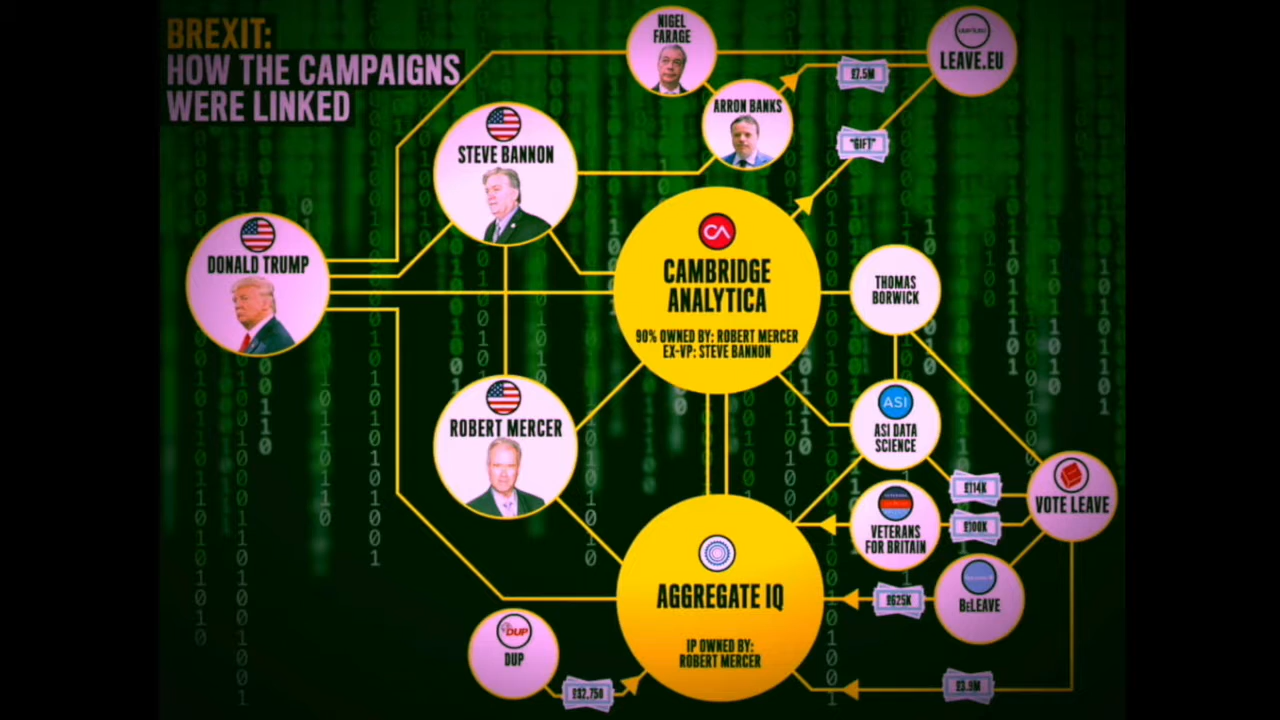 BREXIT:
HOW THE CAMPAIGNS
WERE LINKED
NIGEL
FARAGE
LEAVE.EU
£7.5M
ARRON BANKS
STEVE BANNON
"GIFT"
DONALD TRUMP
CA
CAMBRIDGE
ANALYTICA
90% OWNED BY: ROBERT MERCER
EX-VP: STEVE BANNON
THOMAS
BORWICK
ROBERT MERCER
ASI
ASI DATA
SCIENCE
£114K
VOTE LEAVE
£100K
VETERANS
FOR BRITAIN
AGGREGATE IQ
IP OWNED BY:
ROBERT MERCER
£625K
BeLEAVE
DUP
DUP
£32,750
£3.9M